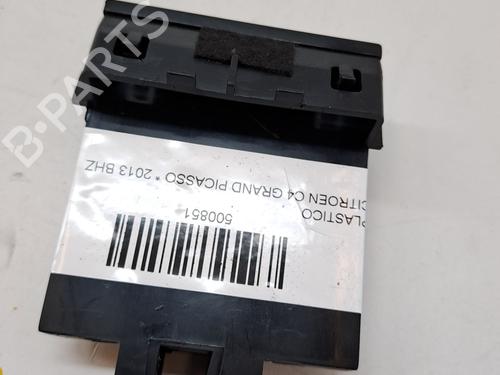 B-PARTS
PLASTICO
CITROEN C4 GRAND PICASSO * 2013 BHZ
500851